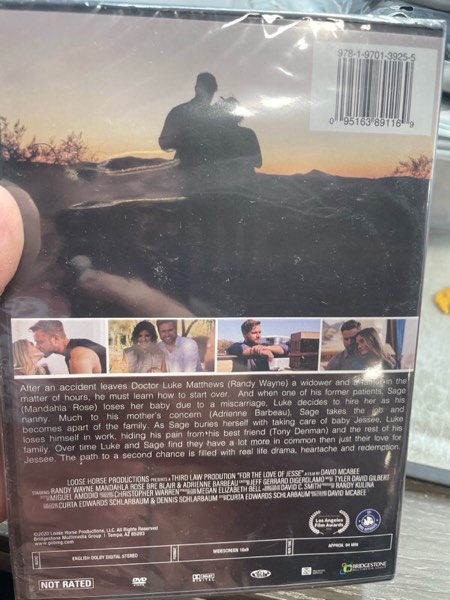 978-1-9701-3925-5
0 95163 89116 9
After an accident leaves Doctor Luke Matthews (Randy Wayne) a widower and a father in the
matter of hours, he must learn how to start over. And when one of his former patients, Sage
(Mandahla Rose) loses her baby due to a miscarriage, Luke decides to hire her as his
nanny. Much to his mother's concern (Adrienne Barbeau), Sage takes the job and
becomes apart of the family. As Sage buries herself with taking care of baby Jessee, Luke
loses himself in work, hiding his pain from his best friend (Tony Denman) and the rest of his
family. Over time Luke and Sage find they have a lot more in common then just their love for
Jessee. The path to a second chance is filled with real life drama, heartache and redemption.
LOOSE HORSE PRODUCTIONS PRESENTS A THIRD LAW PRODUTION "FOR THE LOVE OF JESSE" A FILM BY DAVID MCABEE
STARRING RANDY WAYNE MANDAHLA ROSE BRE BLAIR & ADRIENNE BARBEAU JEFF GERRARD DIGEROLAMO TYLER DAVID GILBERT
MIGUEL AMODIO CHRISTOPHER WARREN MEGAN ELIZABETH BELL DAVID C. SMITH RANDY KULINA
CURTIA EDWARDS SCHLARBAUM & DENNIS SCHLARBAUM CURTIA EDWARDS SCHLARBAUM DAVID MCABEE
©2020 Loose Horse Productions, LLC. All Rights Reserved
Bridgestone Multimedia Group | Tempe, AZ 85283
www.gobmg.com
Los Angeles
Film Awards
ENGLISH DOLBY DIGITAL STEREO
WIDESCREEN 16x9
APPROX. 94 MIN
NOT RATED
DVD
DOLBY
DIGITAL
BRIDGESTONE